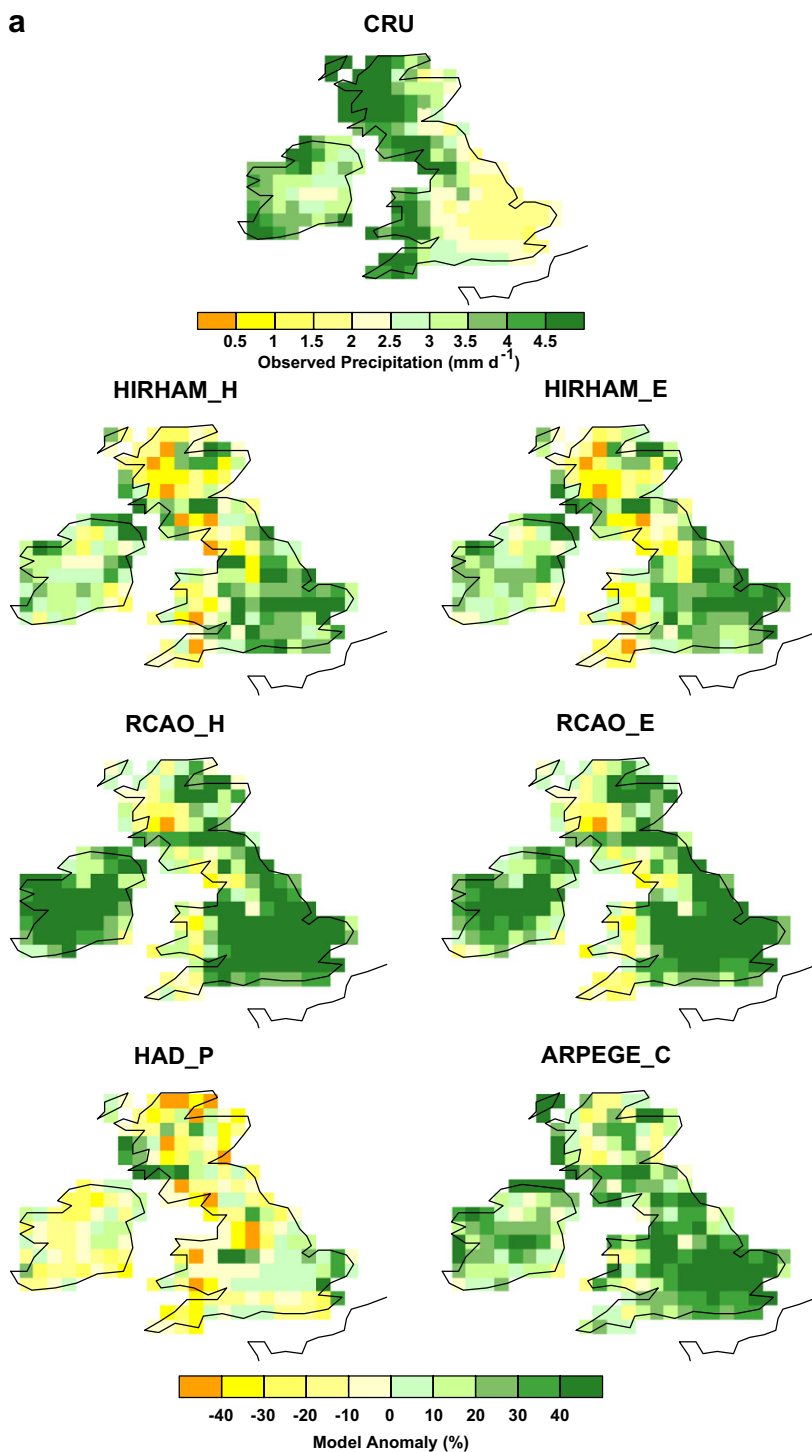 a
CRU
0.5 1 1.5 2 2.5 3 3.5 4 4.5
Observed Precipitation (mm d-1)
HIRHAM_H HIRHAM_E
RCAO_H RCAO_E
HAD_P ARPEGE_C
-40 -30 -20 -10 0 10 20 30 40
Model Anomaly (%)